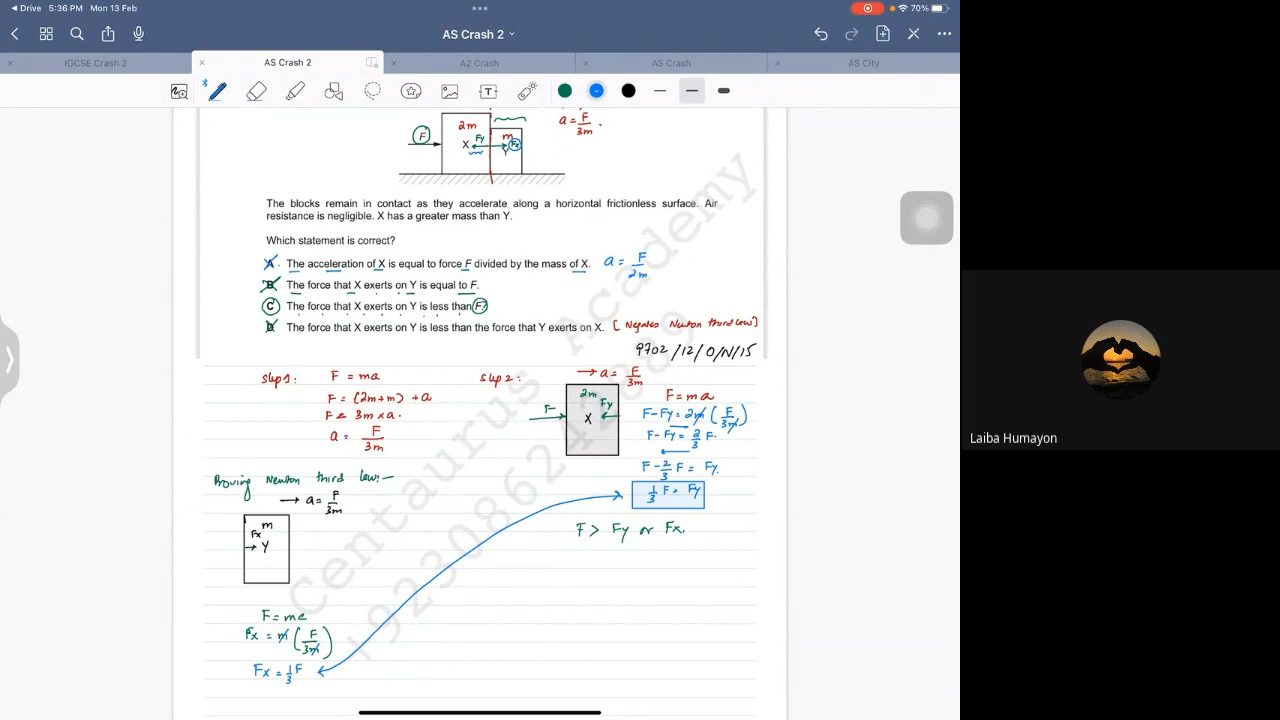 Drive 5:36 PM Mon 13 Feb
70%
AS Crash 2
IGCSE Crash 2
AS Crash 2
A2 Crash
AS Crash
AS City
F
2m
X
Fy
m
Fx
Y
a = F/3m .
The blocks remain in contact as they accelerate along a horizontal frictionless surface. Air
resistance is negligible. X has a greater mass than Y.
Which statement is correct?
A. The acceleration of X is equal to force F divided by the mass of X. a = F/2m
B The force that X exerts on Y is equal to F.
C The force that X exerts on Y is less than F.
D The force that X exerts on Y is less than the force that Y exerts on X. [Negates Newton third law]
9702/12/O/N/15
Step 1: F = ma
F = (2m+m) + a
F = 3m × a.
a = F/3m
Step 2: → a = F/3m
2m
F Fy
X
F = ma
F - Fy = 2m (F/3m)
F - Fy = 2/3 F.
F - 2/3 F = Fy.
1/3 F = Fy
F > Fy or Fx.
Proving Newton third law:-
→ a = F/3m
m
Fx
→ Y
F = ma
Fx = m (F/3m)
Fx = 1/3 F
Centaurus Academy
+923086242889
Laiba Humayon